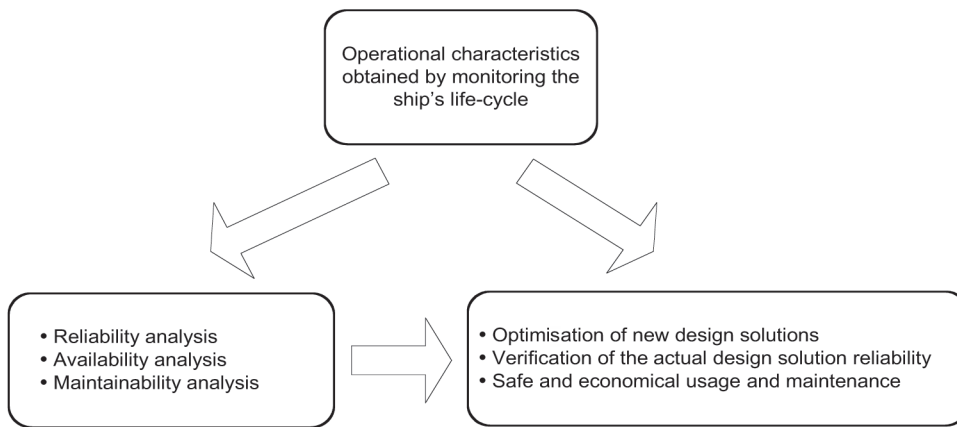 Operational characteristics
obtained by monitoring the
ship's life-cycle
• Reliability analysis
• Availability analysis
• Maintainability analysis
• Optimisation of new design solutions
• Verification of the actual design solution reliability
• Safe and economical usage and maintenance